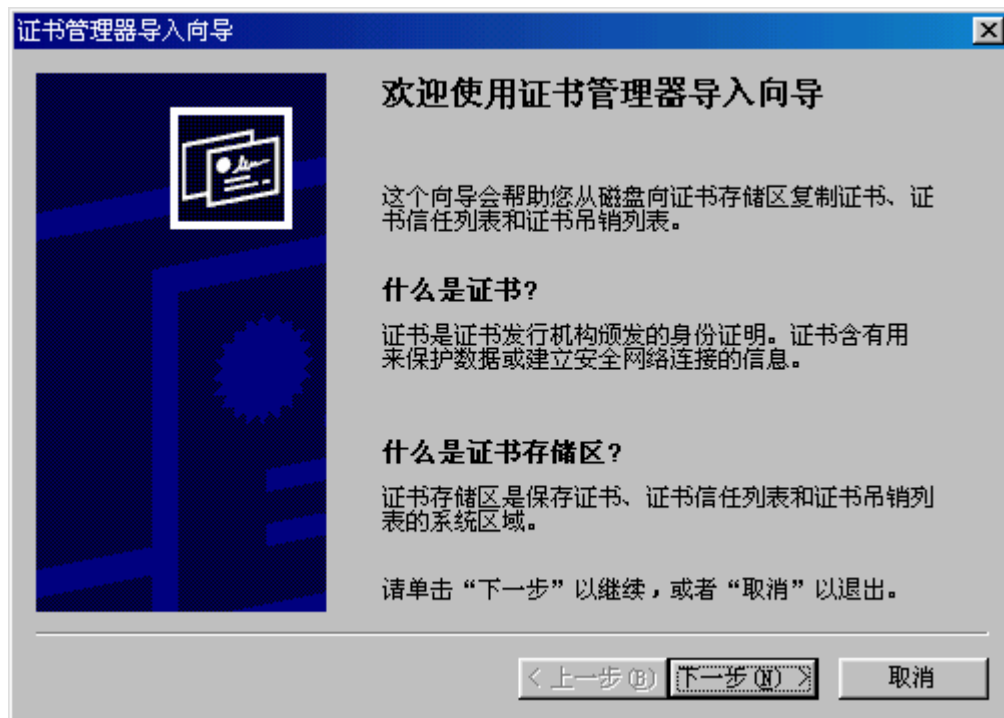 证书管理器导入向导
欢迎使用证书管理器导入向导
这个向导会帮助您从磁盘向证书存储区复制证书、证
书信任列表和证书吊销列表。
什么是证书?
证书是证书发行机构颁发的身份证明。证书含有用
来保护数据或建立安全网络连接的信息。
什么是证书存储区?
证书存储区是保存证书、证书信任列表和证书吊销列
表的系统区域。
请单击“下一步”以继续，或者“取消”以退出。
< 上一步(B) 下一步(N) > 取消